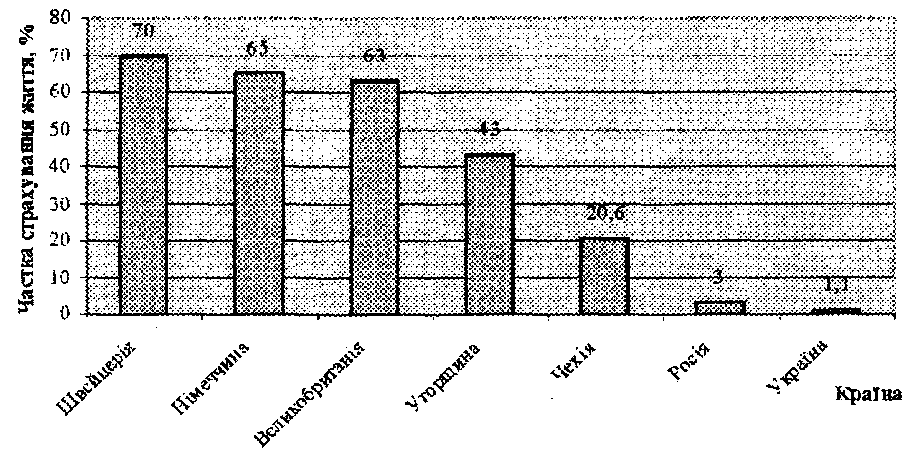 Частка страхування життя, %
80
70
60
50
40
30
20
10
0
70
65
63
43
20,6
3
1,1
Швейцерія
Німеччина
Великобританія
Угорщина
Чехія
Росія
Україна
Країна